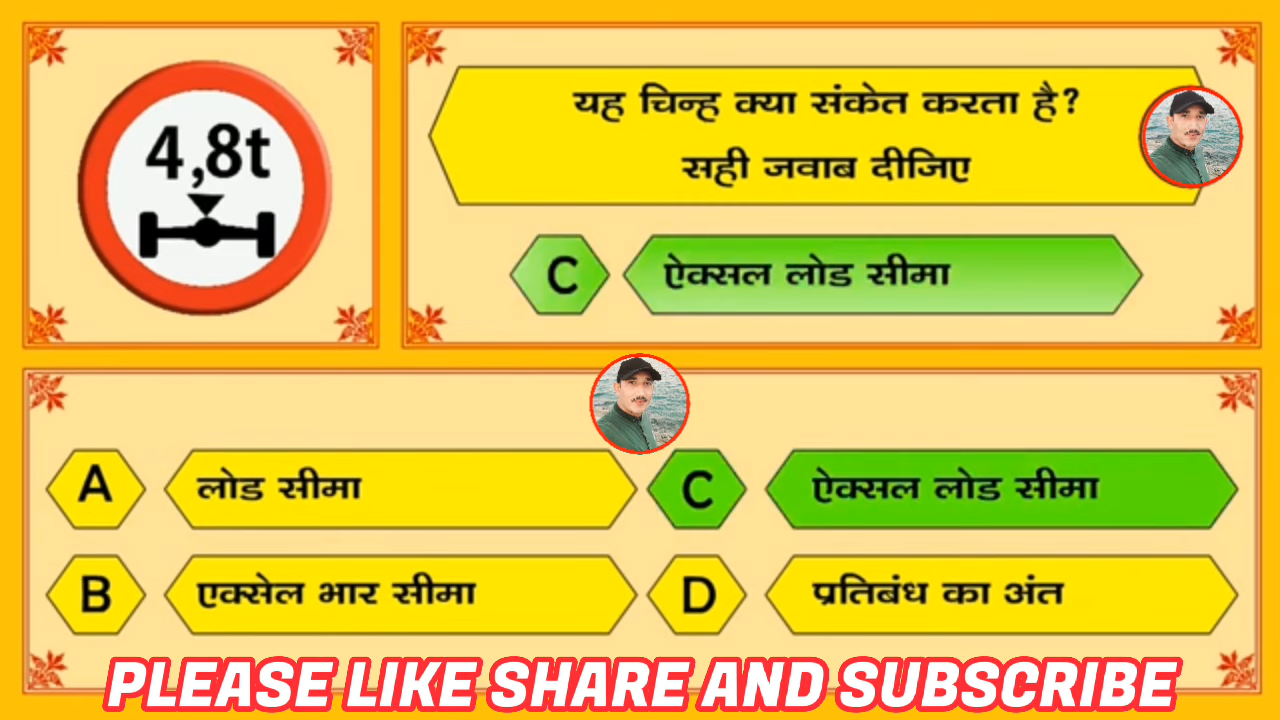 4,8t
यह चिन्ह क्या संकेत करता है?
सही जवाब दीजिए
C ऐक्सल लोड सीमा
A लोड सीमा
C ऐक्सल लोड सीमा
B एक्सेल भार सीमा
D प्रतिबंध का अंत
PLEASE LIKE SHARE AND SUBSCRIBE